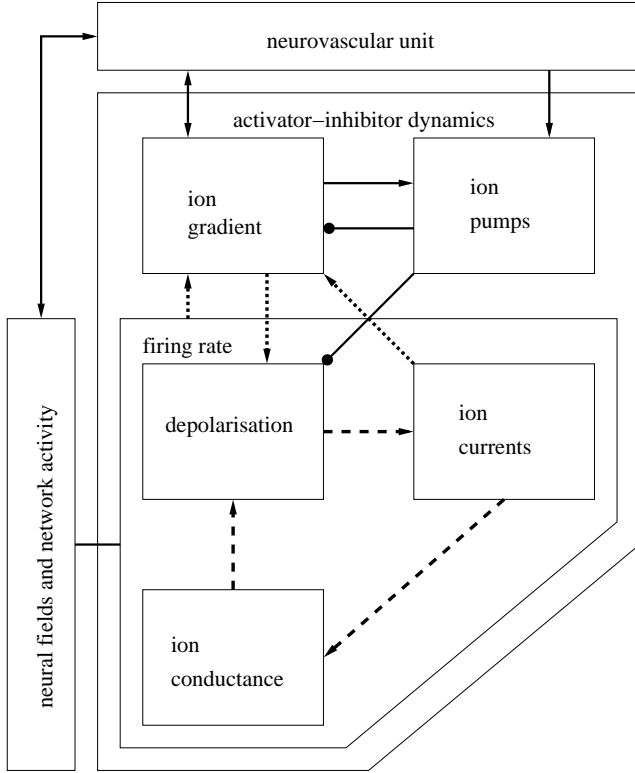 neurovascular unit
activator–inhibitor dynamics
ion
gradient
ion
pumps
firing rate
depolarisation
ion
currents
ion
conductance
neural fields and network activity